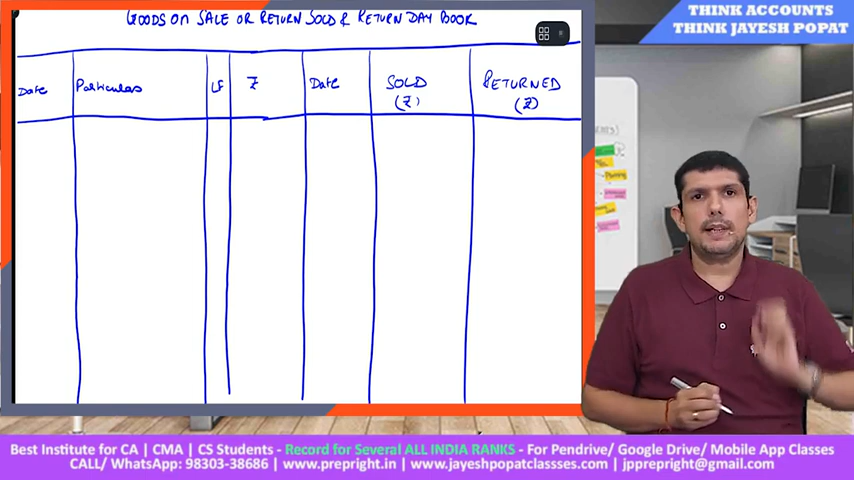 GOODS ON SALE OR RETURN SOLD & RETURN DAY BOOK
Date Particulars LF ₹ Date SOLD (₹) RETURNED (₹)
THINK ACCOUNTS
THINK JAYESH POPAT
Planning
Best Institute for CA | CMA | CS Students - Record for Several ALL INDIA RANKS - For Pendrive/ Google Drive/ Mobile App Classes
CALL/ WhatsApp: 98303-38686 | www.prepright.in | www.jayeshpopatclassses.com | jpprepright@gmail.com